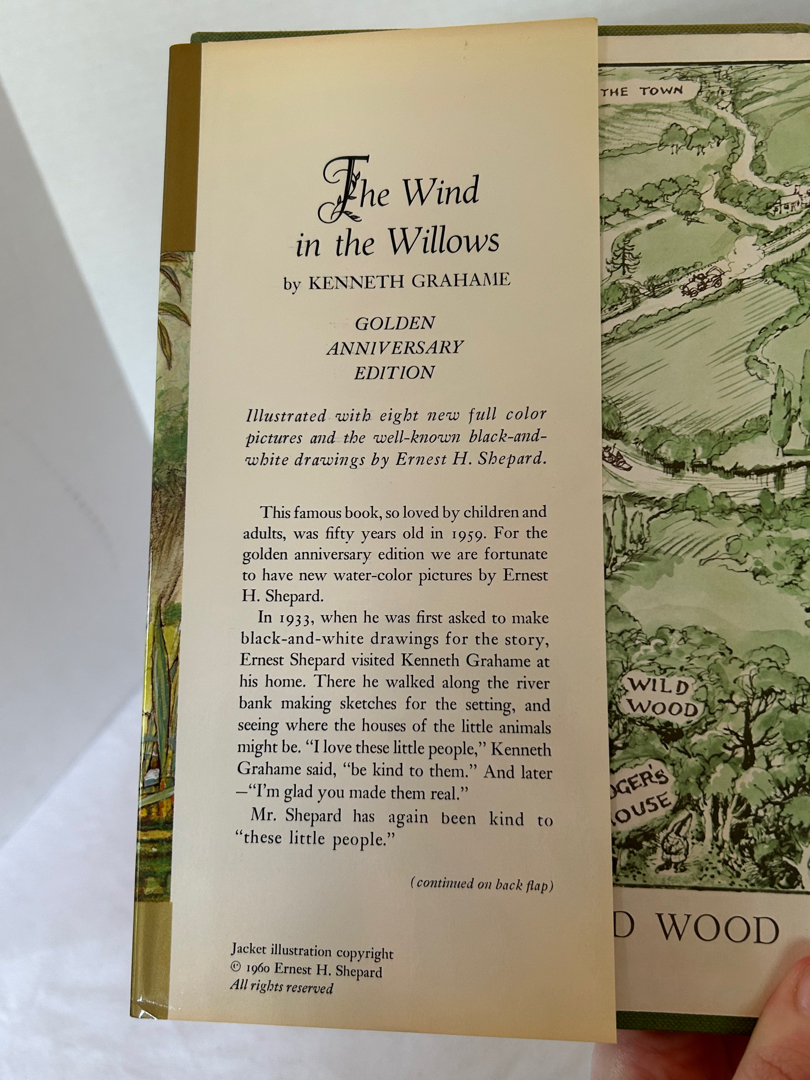 The Wind
in the Willows
by KENNETH GRAHAME
GOLDEN
ANNIVERSARY
EDITION
Illustrated with eight new full color
pictures and the well-known black-and-
white drawings by Ernest H. Shepard.
This famous book, so loved by children and
adults, was fifty years old in 1959. For the
golden anniversary edition we are fortunate
to have new water-color pictures by Ernest
H. Shepard.
In 1933, when he was first asked to make
black-and-white drawings for the story,
Ernest Shepard visited Kenneth Grahame at
his home. There he walked along the river
bank making sketches for the setting, and
seeing where the houses of the little animals
might be. “I love these little people,” Kenneth
Grahame said, “be kind to them.” And later
—“I’m glad you made them real.”
Mr. Shepard has again been kind to
“these little people.”
(continued on back flap)
Jacket illustration copyright
© 1960 Ernest H. Shepard
All rights reserved
THE TOWN
WILD
WOOD
DGER'S
OUSE
D WOOD